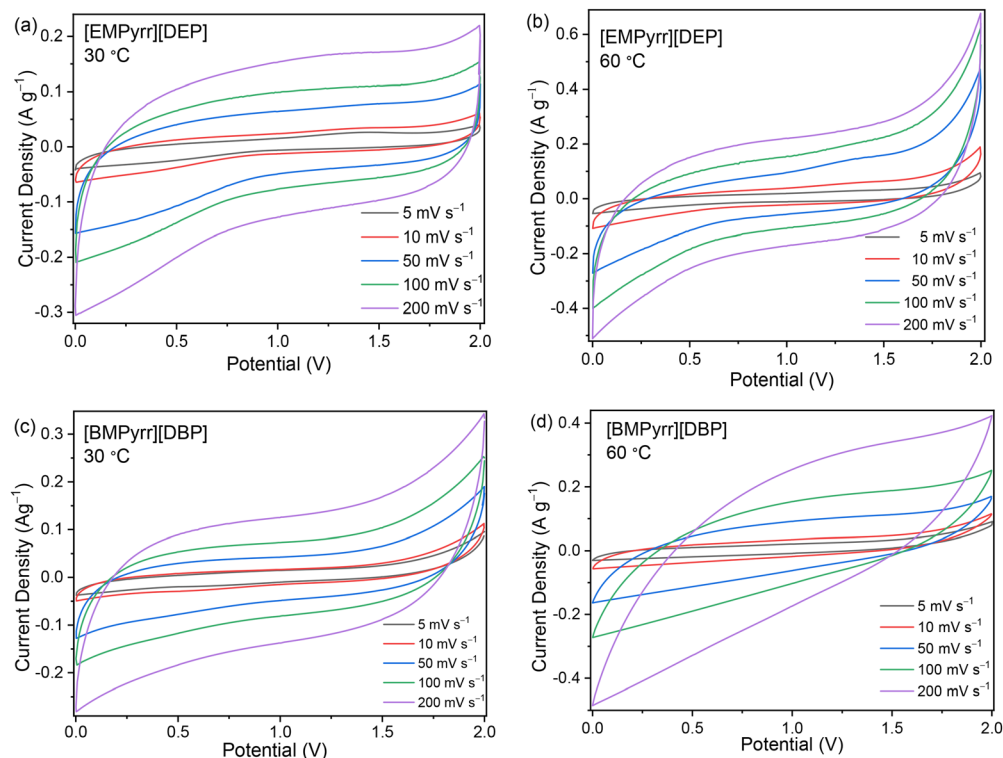 (a)
[EMPyrr][DEP]
30 °C
0.2
0.1
0.0
-0.1
-0.2
-0.3
Current Density (A g⁻¹)
5 mV s⁻¹
10 mV s⁻¹
50 mV s⁻¹
100 mV s⁻¹
200 mV s⁻¹
0.0 0.5 1.0 1.5 2.0
Potential (V)
(b)
[EMPyrr][DEP]
60 °C
0.6
0.4
0.2
0.0
-0.2
-0.4
Current Density (A g⁻¹)
5 mV s⁻¹
10 mV s⁻¹
50 mV s⁻¹
100 mV s⁻¹
200 mV s⁻¹
0.0 0.5 1.0 1.5 2.0
Potential (V)
(c)
[BMPyrr][DBP]
30 °C
0.3
0.2
0.1
0.0
-0.1
-0.2
Current Density (Ag⁻¹)
5 mV s⁻¹
10 mV s⁻¹
50 mV s⁻¹
100 mV s⁻¹
200 mV s⁻¹
0.0 0.5 1.0 1.5 2.0
Potential (V)
(d)
[BMPyrr][DBP]
60 °C
0.4
0.2
0.0
-0.2
-0.4
Current Density (A g⁻¹)
5 mV s⁻¹
10 mV s⁻¹
50 mV s⁻¹
100 mV s⁻¹
200 mV s⁻¹
0.0 0.5 1.0 1.5 2.0
Potential (V)